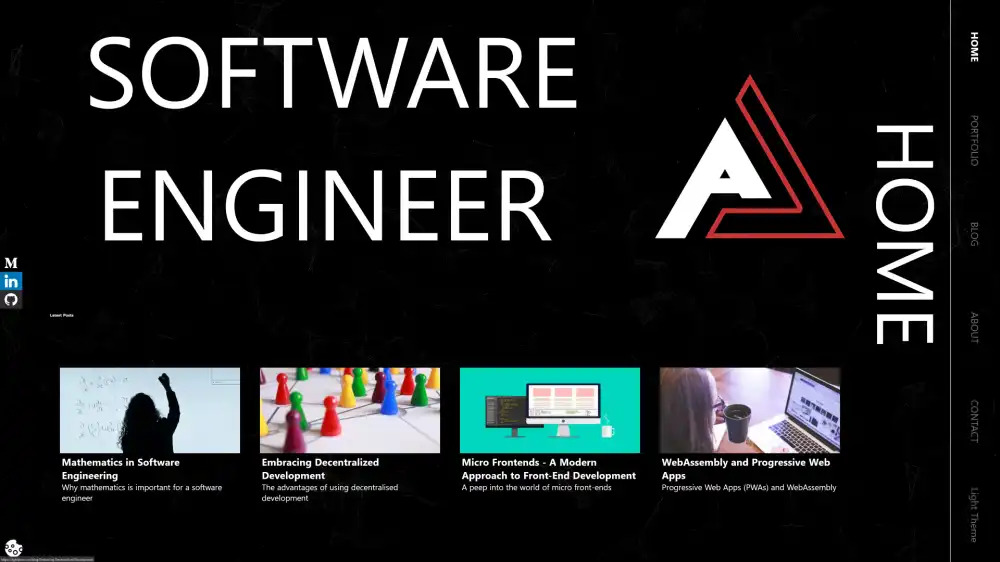 SOFTWARE
ENGINEER
HOME
HOME
PORTFOLIO
BLOG
ABOUT
CONTACT
Light Theme
M
in
Latest Posts
Mathematics in Software
Engineering
Why mathematics is important for a software
engineer
Embracing Decentralized
Development
The advantages of using decentralised
development
Micro Frontends - A Modern
Approach to Front-End Development
A peep into the world of micro front-ends
WebAssembly and Progressive Web
Apps
Progressive Web Apps (PWAs) and WebAssembly